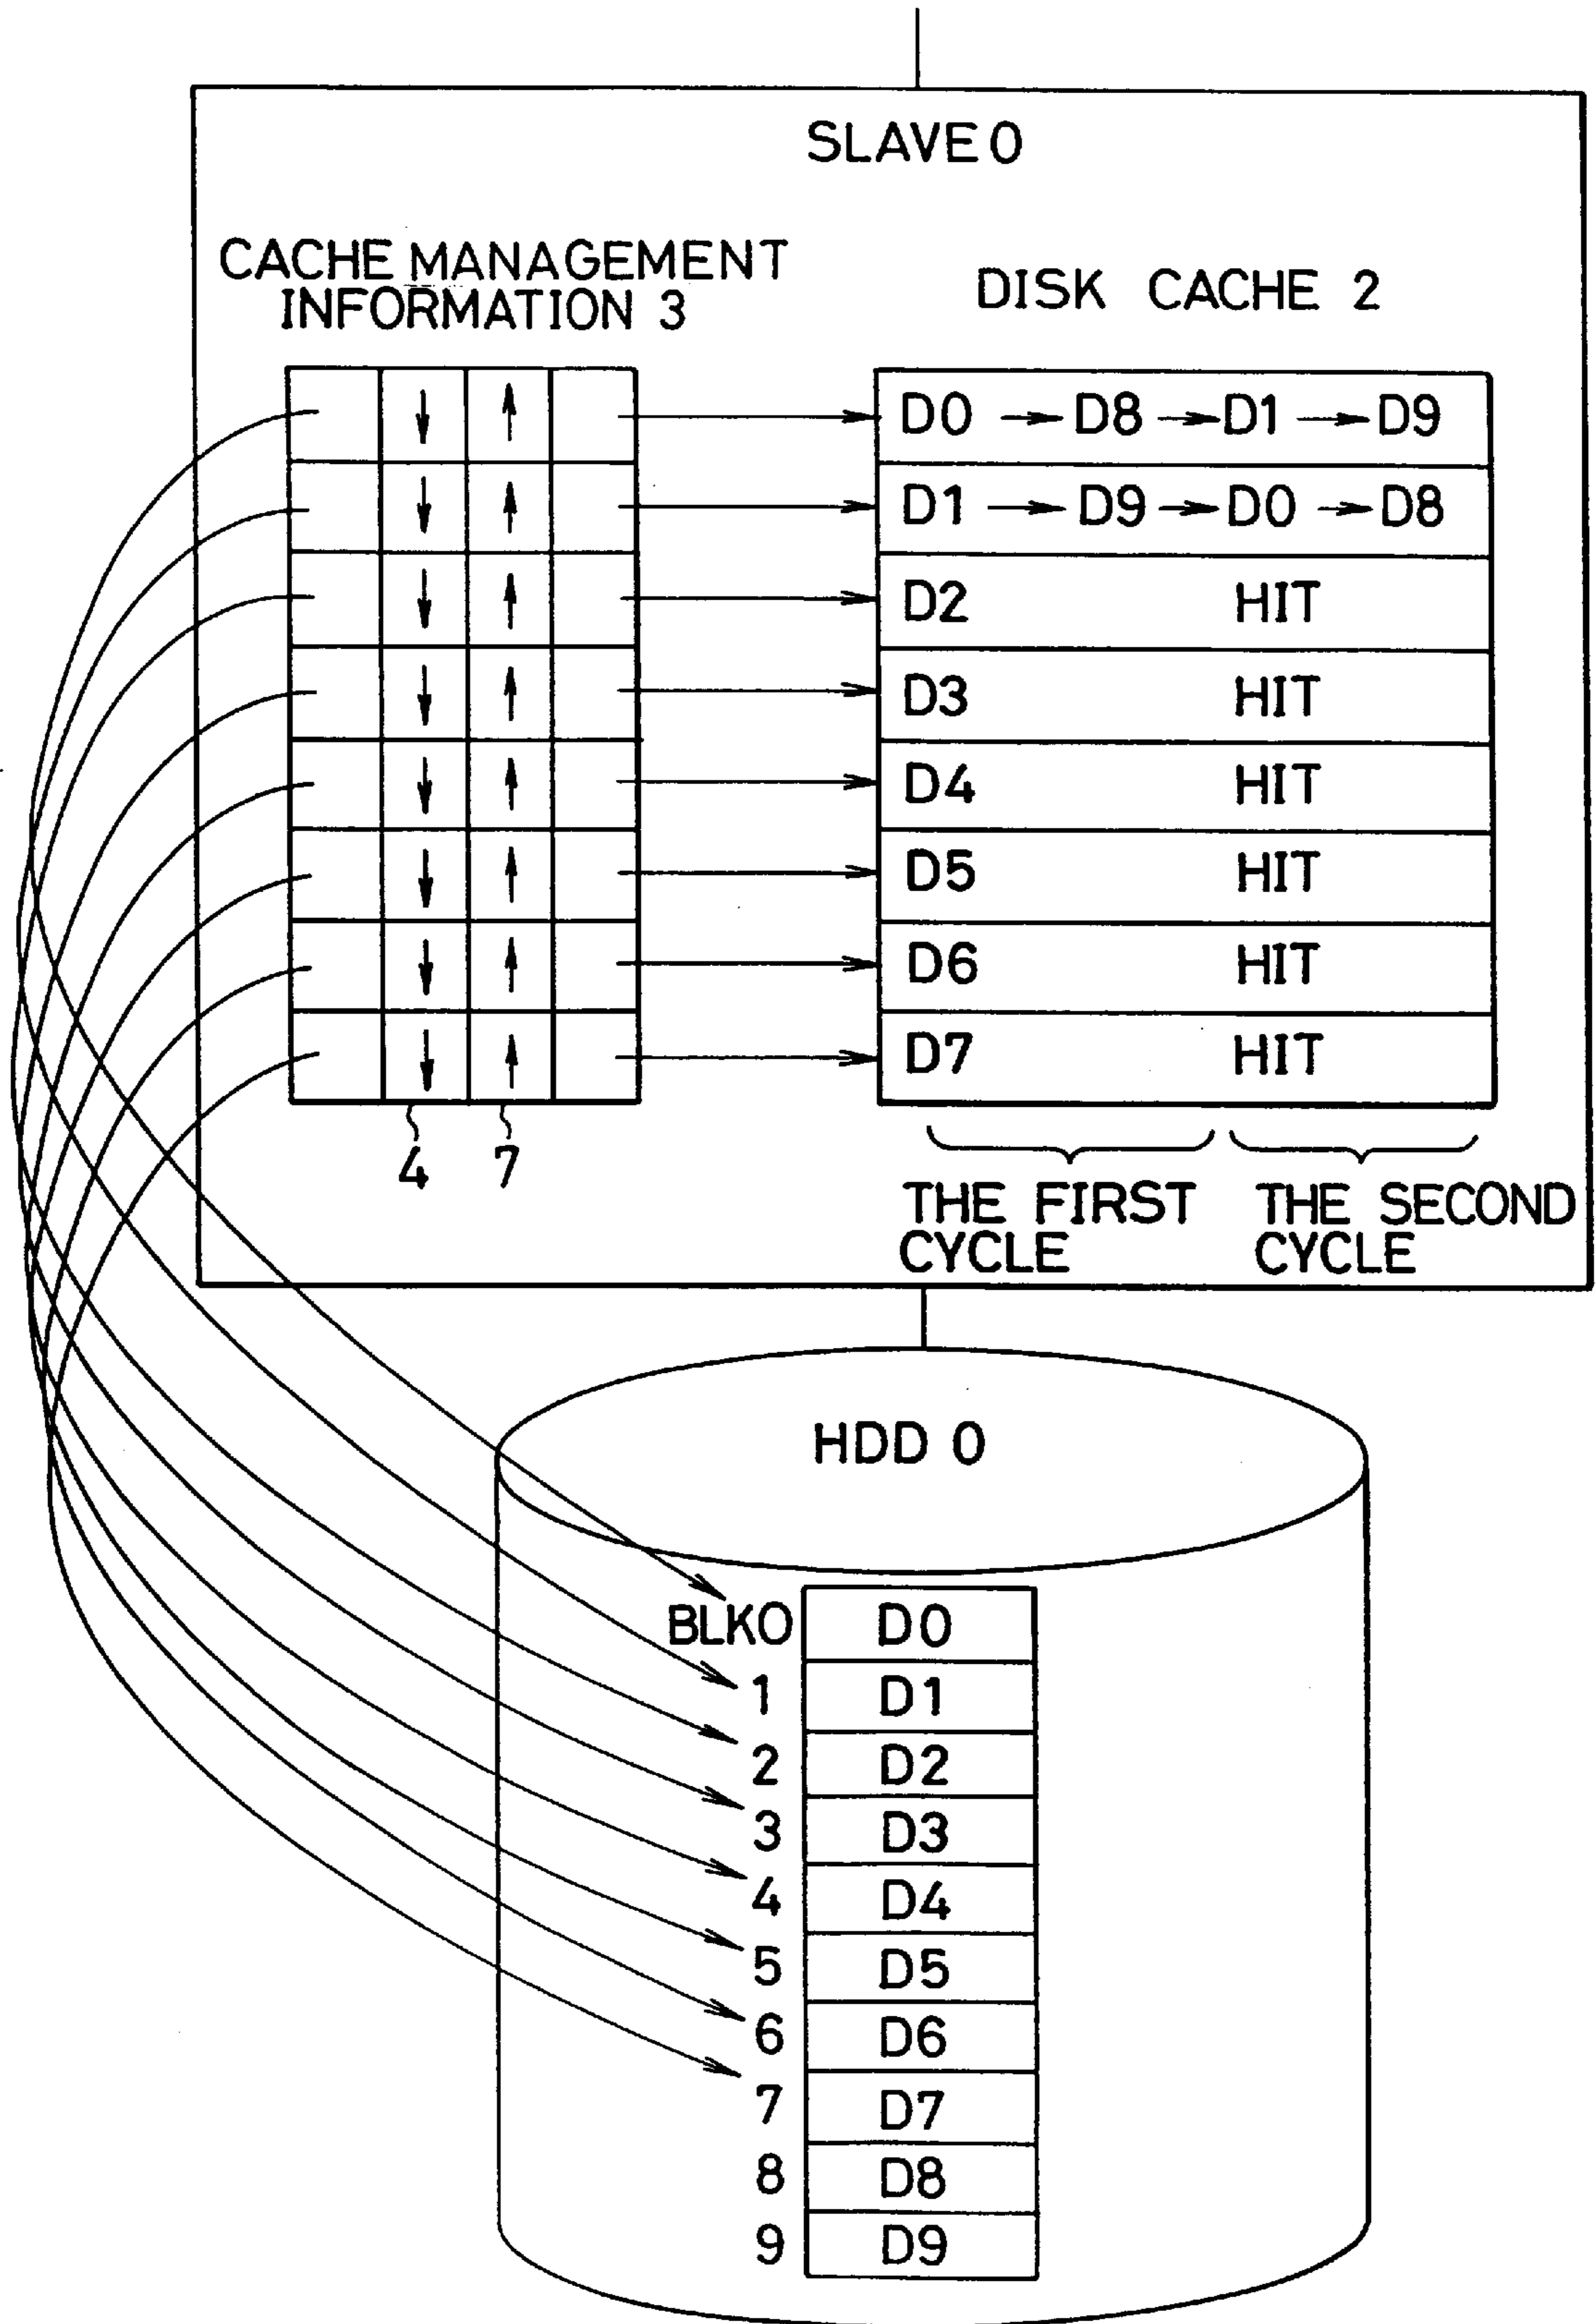 SLAVE 0
CACHE MANAGEMENT
INFORMATION 3
DISK CACHE 2
D0 → D8 → D1 → D9
D1 → D9 → D0 → D8
D2 HIT
D3 HIT
D4 HIT
D5 HIT
D6 HIT
D7 HIT
4 7
THE FIRST
CYCLE
THE SECOND
CYCLE
HDD 0
BLK0 D0
1 D1
2 D2
3 D3
4 D4
5 D5
6 D6
7 D7
8 D8
9 D9